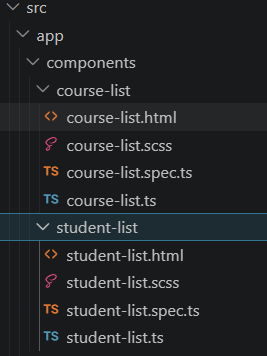 src
app
components
course-list
course-list.html
course-list.scss
TS course-list.spec.ts
TS course-list.ts
student-list
student-list.html
student-list.scss
TS student-list.spec.ts
TS student-list.ts